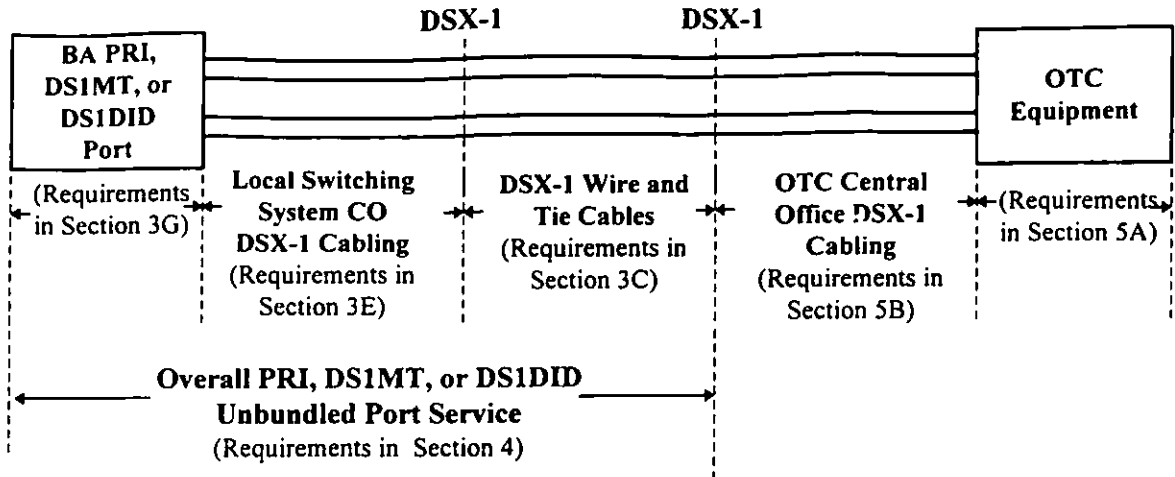 DSX-1
DSX-1
BA PRI,
DS1MT, or
DS1DID
Port
OTC
Equipment
(Requirements
in Section 3G)
Local Switching
System CO
DSX-1 Cabling
(Requirements in
Section 3E)
DSX-1 Wire and
Tie Cables
(Requirements in
Section 3C)
OTC Central
Office DSX-1
Cabling
(Requirements in
Section 5B)
(Requirements
in Section 5A)
Overall PRI, DS1MT, or DS1DID
Unbundled Port Service
(Requirements in Section 4)